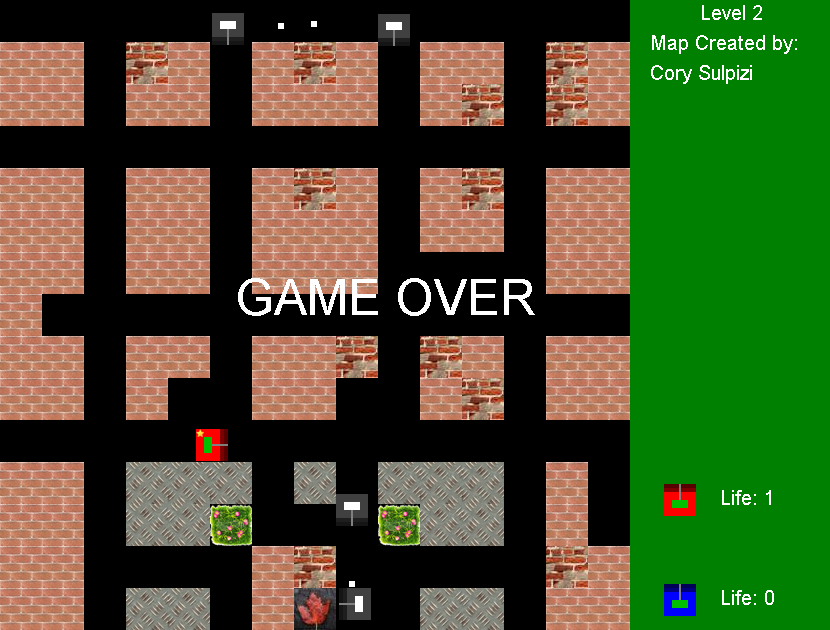 Level 2
Map Created by:
Cory Sulpizi
GAME OVER
Life: 1
Life: 0